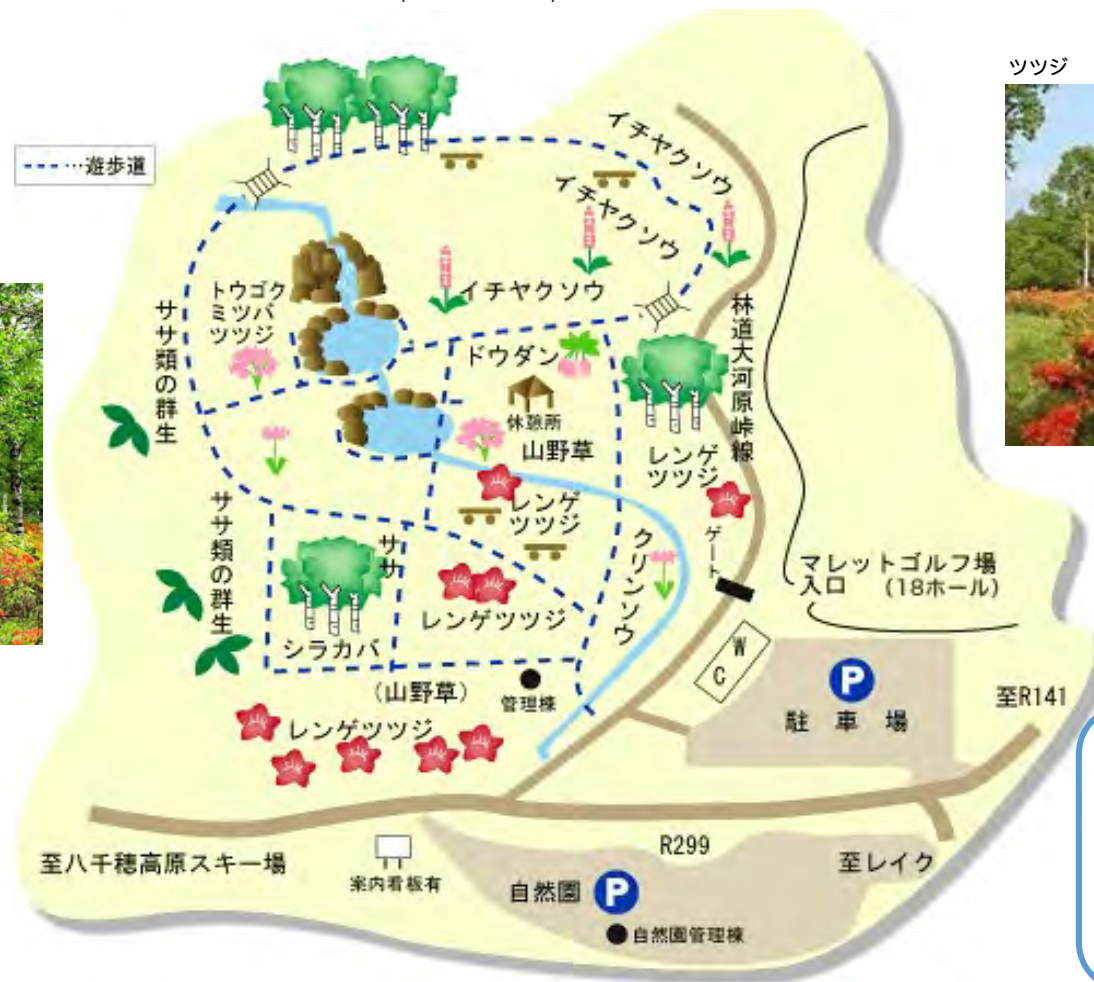 ツツジ
…遊歩道
イチヤクソウ
イチヤクソウ
イチヤクソウ
トウゴク
ミツバ
ツツジ
ササ類の群生
ドウダン
休憩所
山野草
林道大河原峠線
レンゲ
ツツジ
レンゲ
ツツジ
ササ類の群生
ササ
クリンソウ
ゲート
マレットゴルフ場
入口 (18ホール)
レンゲツツジ
シラカバ
WC
(山野草)
管理棟
P
駐車場
至R141
レンゲツツジ
R299
至八千穂高原スキー場
案内看板有
至レイク
自然園 P
自然園管理棟